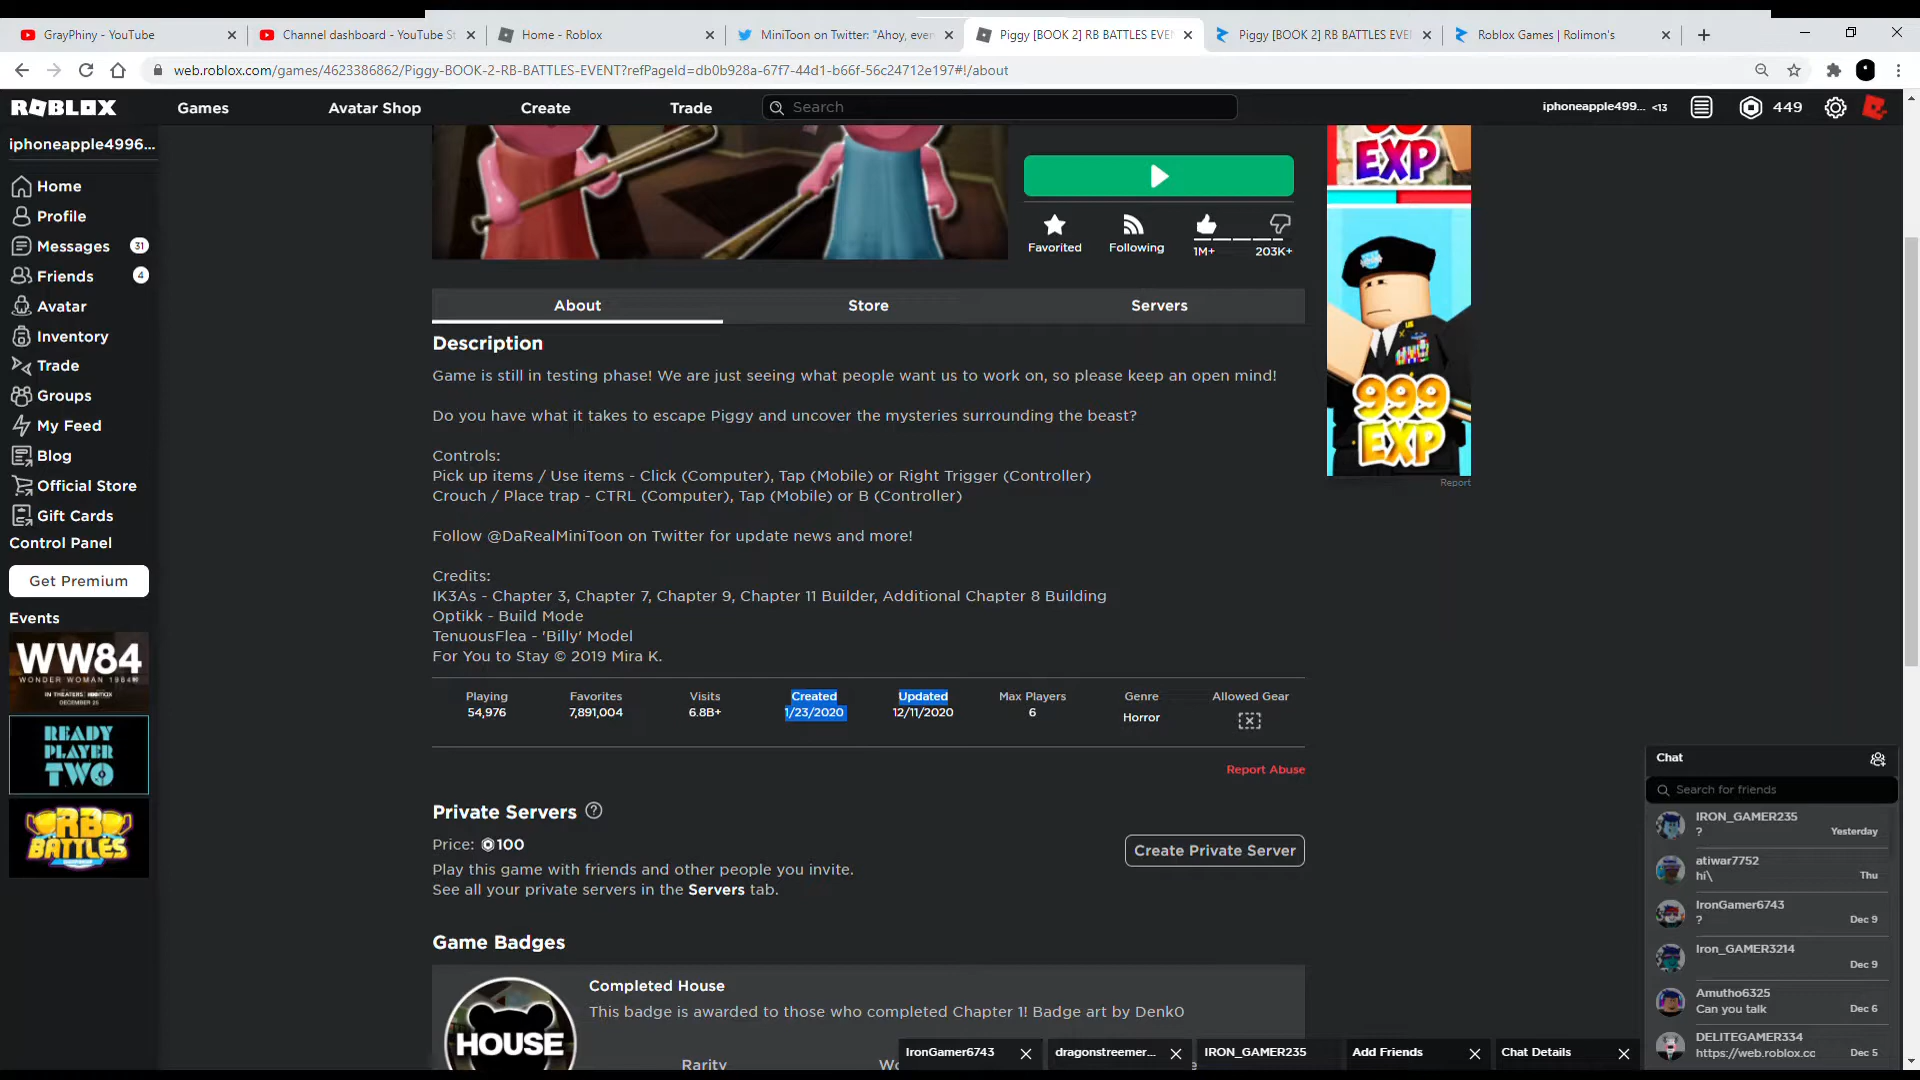 GrayPhiny - YouTube
Channel dashboard - YouTube St
Home - Roblox
MiniToon on Twitter: "Ahoy, ever
Piggy [BOOK 2] RB BATTLES EVEN
Piggy [BOOK 2] RB BATTLES EVE
Roblox Games | Rolimon's
web.roblox.com/games/4623386862/Piggy-BOOK-2-RB-BATTLES-EVENT?refPageId=db0b928a-67f7-44d1-b66f-56c24712e197#!/about
ROBLOX
Games
Avatar Shop
Create
Trade
Search
iphoneapple499... <13
449
iphoneapple4996...
Home
Profile
Messages 31
Friends 4
Avatar
Inventory
Trade
Groups
My Feed
Blog
Official Store
Gift Cards
Control Panel
Get Premium
Events
WW84
WONDER WOMAN 1984
IN THEATERS
DECEMBER 25
READY
PLAYER
TWO
RB
BATTLES
Favorited
Following
1M+
203K+
EXP
999
EXP
Report
About
Store
Servers
Description
Game is still in testing phase! We are just seeing what people want us to work on, so please keep an open mind!
Do you have what it takes to escape Piggy and uncover the mysteries surrounding the beast?
Controls:
Pick up items / Use items - Click (Computer), Tap (Mobile) or Right Trigger (Controller)
Crouch / Place trap - CTRL (Computer), Tap (Mobile) or B (Controller)
Follow @DaRealMiniToon on Twitter for update news and more!
Credits:
IK3As - Chapter 3, Chapter 7, Chapter 9, Chapter 11 Builder, Additional Chapter 8 Building
Optikk - Build Mode
TenuousFlea - 'Billy' Model
For You to Stay © 2019 Mira K.
Playing Favorites Visits Created Updated Max Players Genre Allowed Gear
54,976 7,891,004 6.8B+ 1/23/2020 12/11/2020 6 Horror
Report Abuse
Private Servers
Price: 100
Play this game with friends and other people you invite.
See all your private servers in the Servers tab.
Create Private Server
Game Badges
Completed House
This badge is awarded to those who completed Chapter 1! Badge art by Denk0
HOUSE
Rarity
Chat
Search for friends
IRON_GAMER235
? Yesterday
atiwar7752
hi\ Thu
IronGamer6743
? Dec 9
Iron_GAMER3214
Dec 9
Amutho6325
Can you talk Dec 6
DELITEGAMER334
https://web.roblox.cc Dec 5
IronGamer6743
dragonstreemer...
IRON_GAMER235
Add Friends
Chat Details